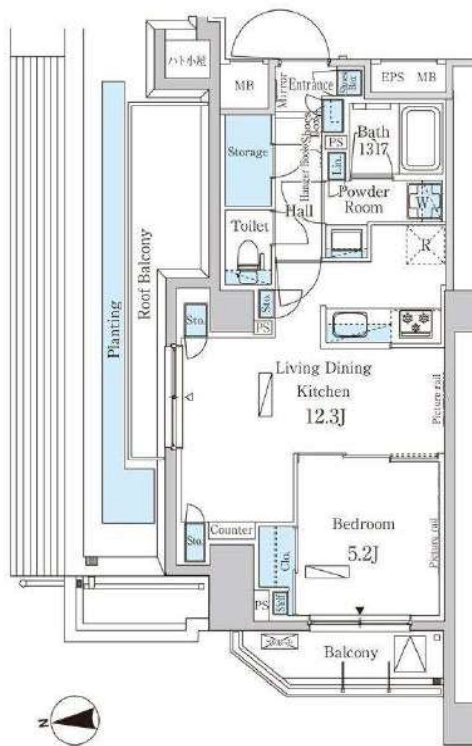 ハト小屋
MB
Mirror
Entrance
Shoes Box
EPS
MB
Storage
Shoes Box
Hanger Hook
PS
Bath
1317
Lin.
Powder
Room
W
Hall
Toilet
R
Roof Balcony
Planting
Sto.
Sto.
PS
Living Dining
Kitchen
12.3J
Picture rail
Sto.
Counter
Clo.
Bedroom
5.2J
Picture rail
PS
Shelf
Balcony
N